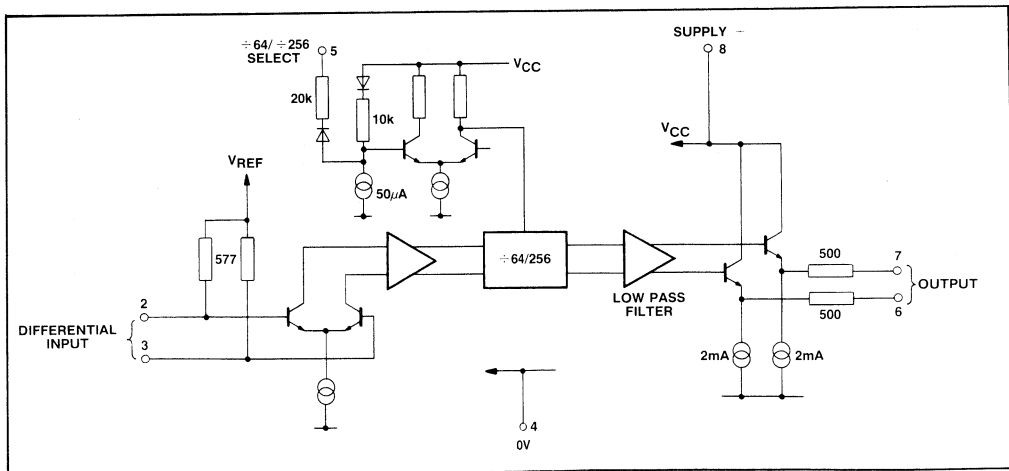 ÷64/÷256
SELECT
5
SUPPLY
8
20k
10k
VCC
VREF
50µA
VCC
577
÷64/256
500
7
OUTPUT
LOW PASS
FILTER
500
6
2
DIFFERENTIAL
INPUT
3
2mA
2mA
4
0V